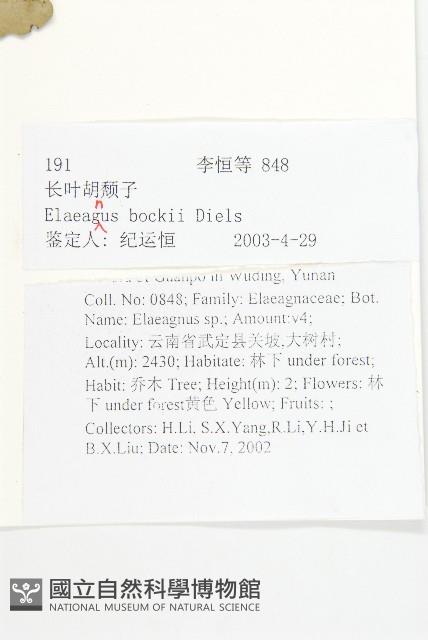 191 李恒等 848
长叶胡颓子
n
Elaeagus bockii Diels
鉴定人: 纪运恒 2003-4-29
Guanpo in Wuding, Yunan
Coll. No: 0848; Family: Elaeagnaceae; Bot.
Name: Elaeagnus sp.; Amount:v4;
Locality: 云南省武定县关坡,大树村;
Alt.(m): 2430; Habitate: 林下 under forest;
Habit: 乔木 Tree; Height(m): 2; Flowers: 林
下 under forest黄色 Yellow; Fruits: ;
Collectors: H.Li, S.X.Yang,R.Li,Y.H.Ji et
B.X.Liu; Date: Nov.7, 2002
國立自然科學博物館
NATIONAL MUSEUM OF NATURAL SCIENCE